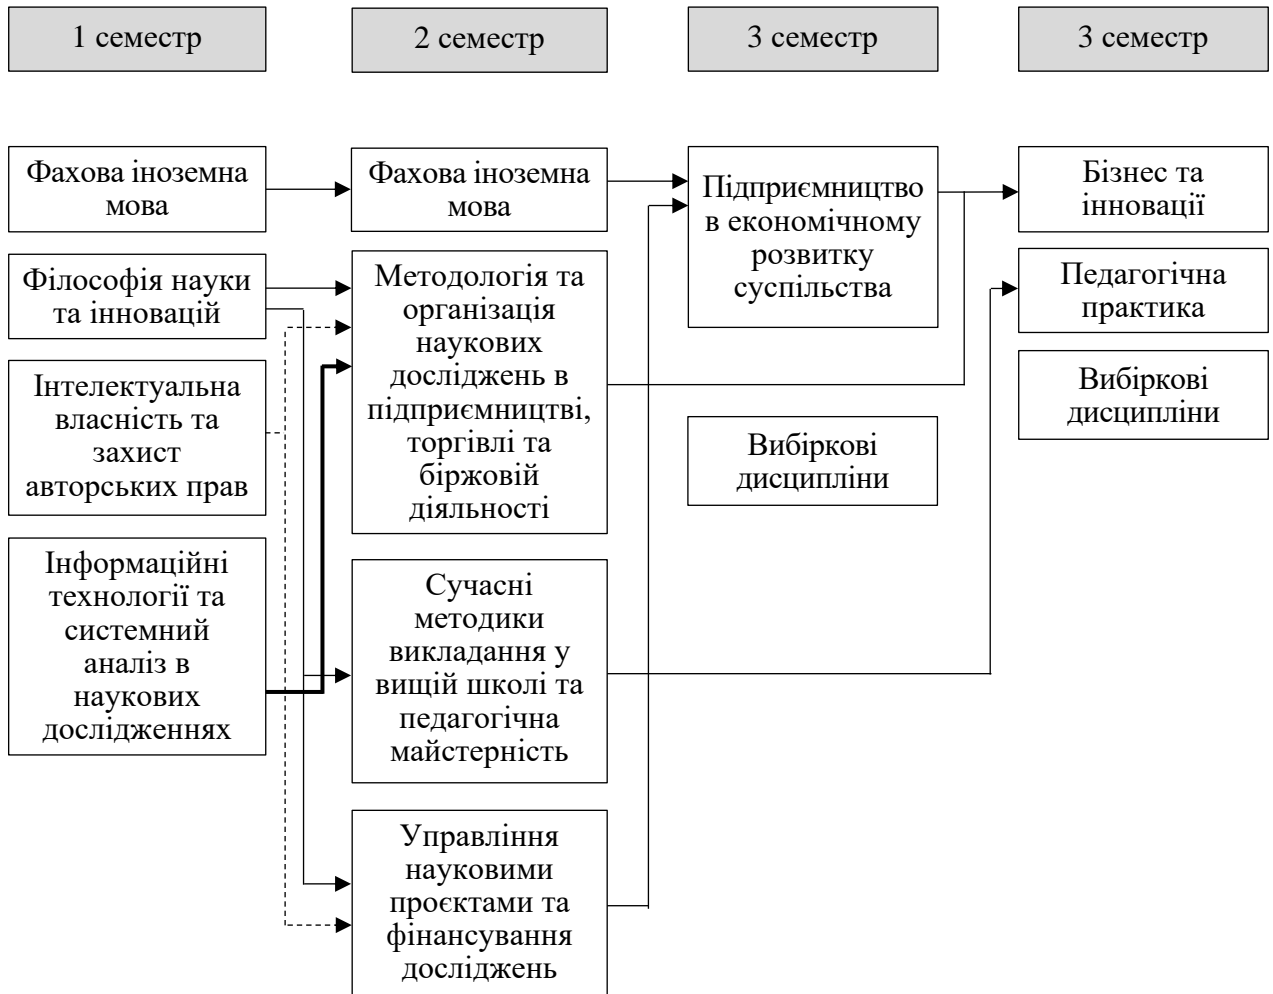 1 семестр
2 семестр
3 семестр
3 семестр
Фахова іноземна
мова
Філософія науки
та інновацій
Інтелектуальна
власність та
захист
авторських прав
Інформаційні
технології та
системний
аналіз в
наукових
дослідженнях
Фахова іноземна
мова
Методологія та
організація
наукових
досліджень в
підприємництві,
торгівлі та
біржовій
діяльності
Сучасні
методики
викладання у
вищій школі та
педагогічна
майстерність
Управління
науковими
проєктами та
фінансування
досліджень
Підприємництво
в економічному
розвитку
суспільства
Вибіркові
дисципліни
Бізнес та
інновації
Педагогічна
практика
Вибіркові
дисципліни